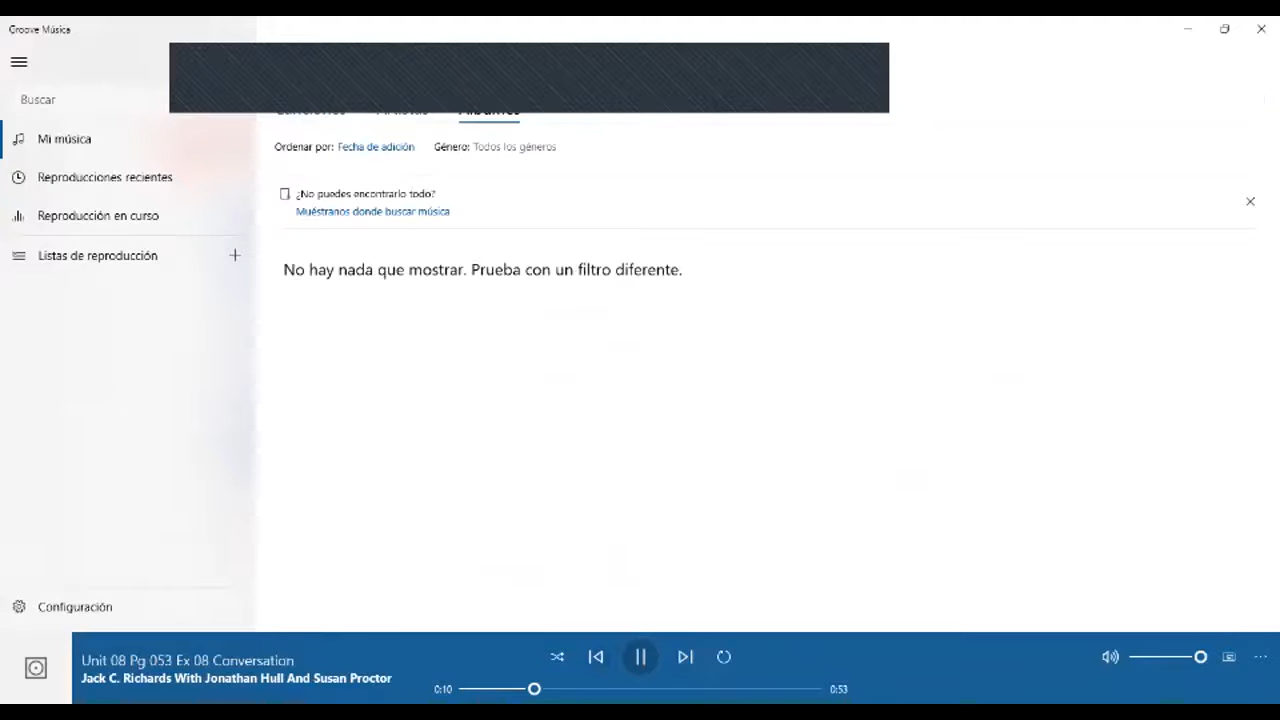 Groove Música
Buscar
Mi música
Reproducciones recientes
Reproducción en curso
Listas de reproducción
Configuración
Ordenar por: Fecha de adición Género: Todos los géneros
¿No puedes encontrarlo todo?
Muéstranos donde buscar música
No hay nada que mostrar. Prueba con un filtro diferente.
Unit 08 Pg 053 Ex 08 Conversation
Jack C. Richards With Jonathan Hull And Susan Proctor
0:10
0:53